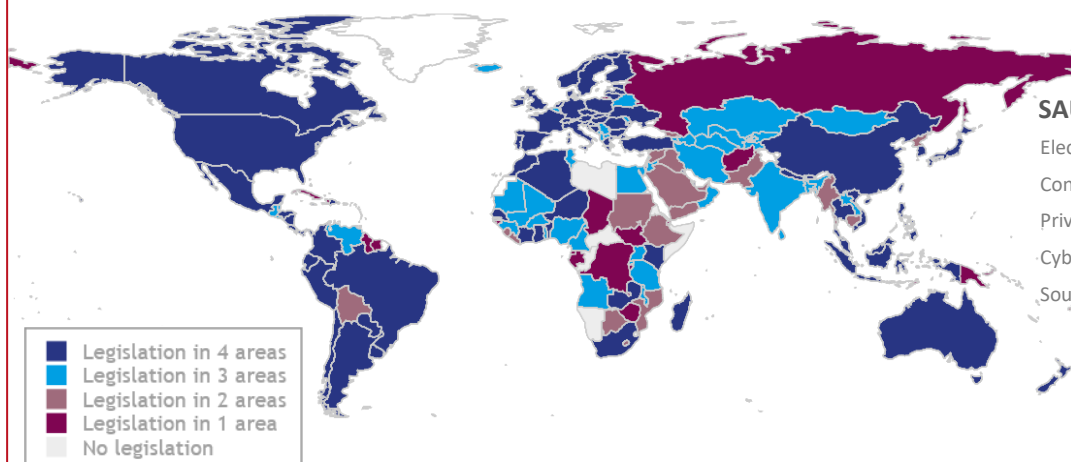 Legislation in 4 areas
Legislation in 3 areas
Legislation in 2 areas
Legislation in 1 area
No legislation